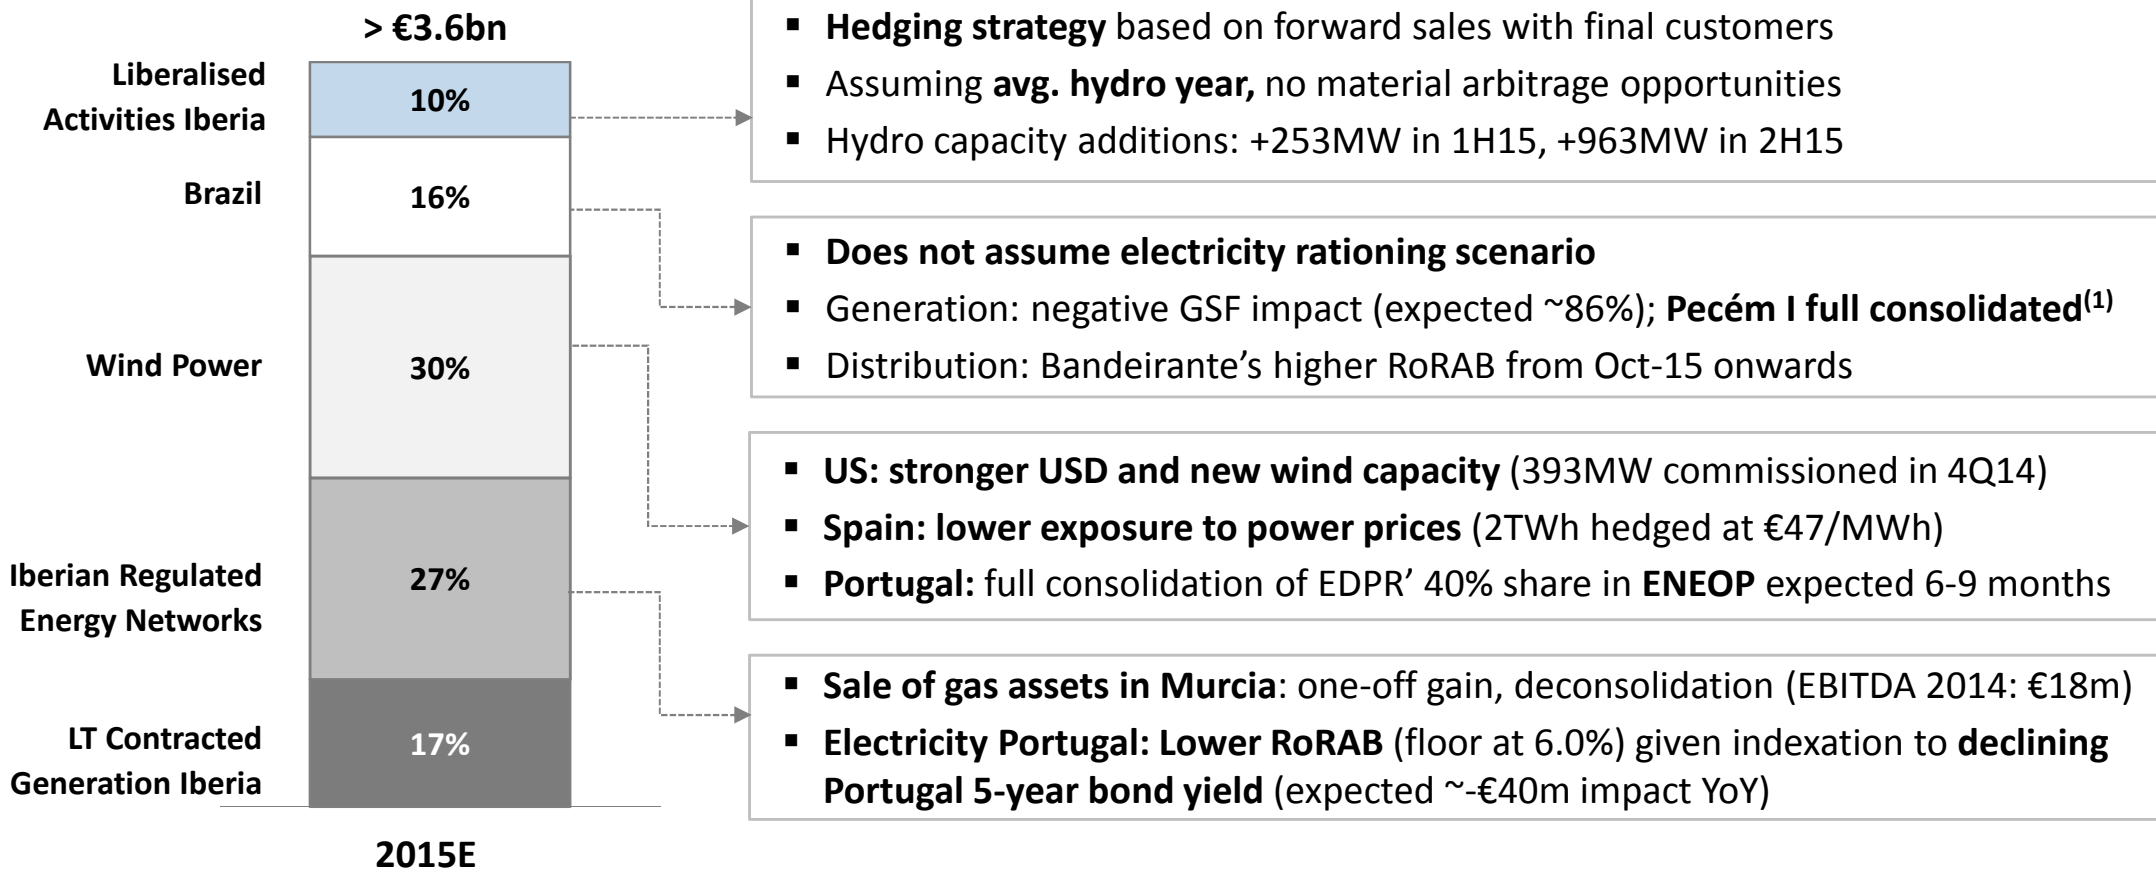 > €3.6bn
Liberalised
Activities Iberia
10%
Brazil
16%
Wind Power
30%
Iberian Regulated
Energy Networks
27%
LT Contracted
Generation Iberia
17%
2015E
▪ Hedging strategy based on forward sales with final customers
▪ Assuming avg. hydro year, no material arbitrage opportunities
▪ Hydro capacity additions: +253MW in 1H15, +963MW in 2H15
▪ Does not assume electricity rationing scenario
▪ Generation: negative GSF impact (expected ~86%); Pecém I full consolidated(1)
▪ Distribution: Bandeirante’s higher RoRAB from Oct-15 onwards
▪ US: stronger USD and new wind capacity (393MW commissioned in 4Q14)
▪ Spain: lower exposure to power prices (2TWh hedged at €47/MWh)
▪ Portugal: full consolidation of EDPR’ 40% share in ENEOP expected 6-9 months
▪ Sale of gas assets in Murcia: one-off gain, deconsolidation (EBITDA 2014: €18m)
▪ Electricity Portugal: Lower RoRAB (floor at 6.0%) given indexation to declining
Portugal 5-year bond yield (expected ~-€40m impact YoY)